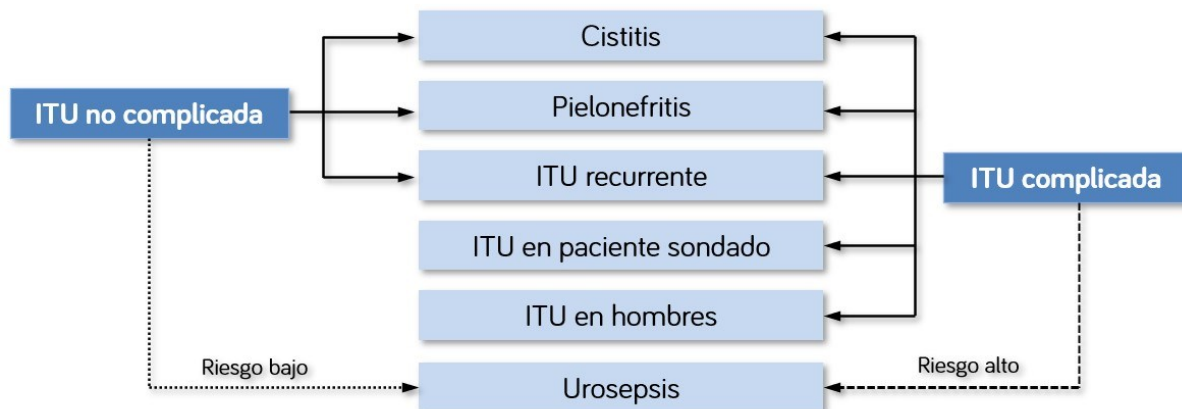 Cistitis
ITU no complicada
Pielonefritis
ITU recurrente
ITU complicada
ITU en paciente sondado
ITU en hombres
Riesgo bajo
Riesgo alto
Urosepsis